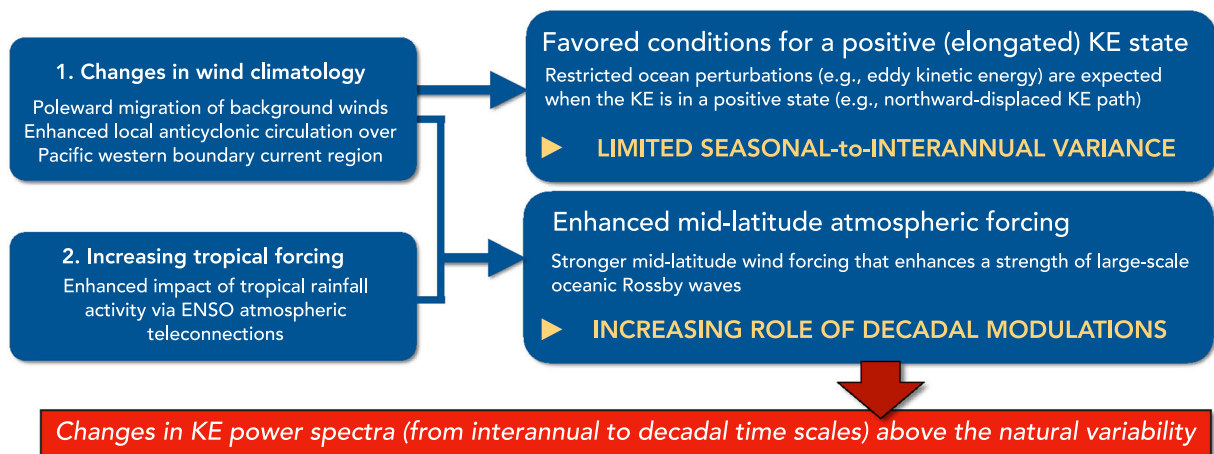 1. Changes in wind climatology
Poleward migration of background winds
Enhanced local anticyclonic circulation over
Pacific western boundary current region
2. Increasing tropical forcing
Enhanced impact of tropical rainfall
activity via ENSO atmospheric
teleconnections
Favored conditions for a positive (elongated) KE state
Restricted ocean perturbations (e.g., eddy kinetic energy) are expected
when the KE is in a positive state (e.g., northward-displaced KE path)
LIMITED SEASONAL-to-INTERANNUAL VARIANCE
Enhanced mid-latitude atmospheric forcing
Stronger mid-latitude wind forcing that enhances a strength of large-scale
oceanic Rossby waves
INCREASING ROLE OF DECADAL MODULATIONS
Changes in KE power spectra (from interannual to decadal time scales) above the natural variability